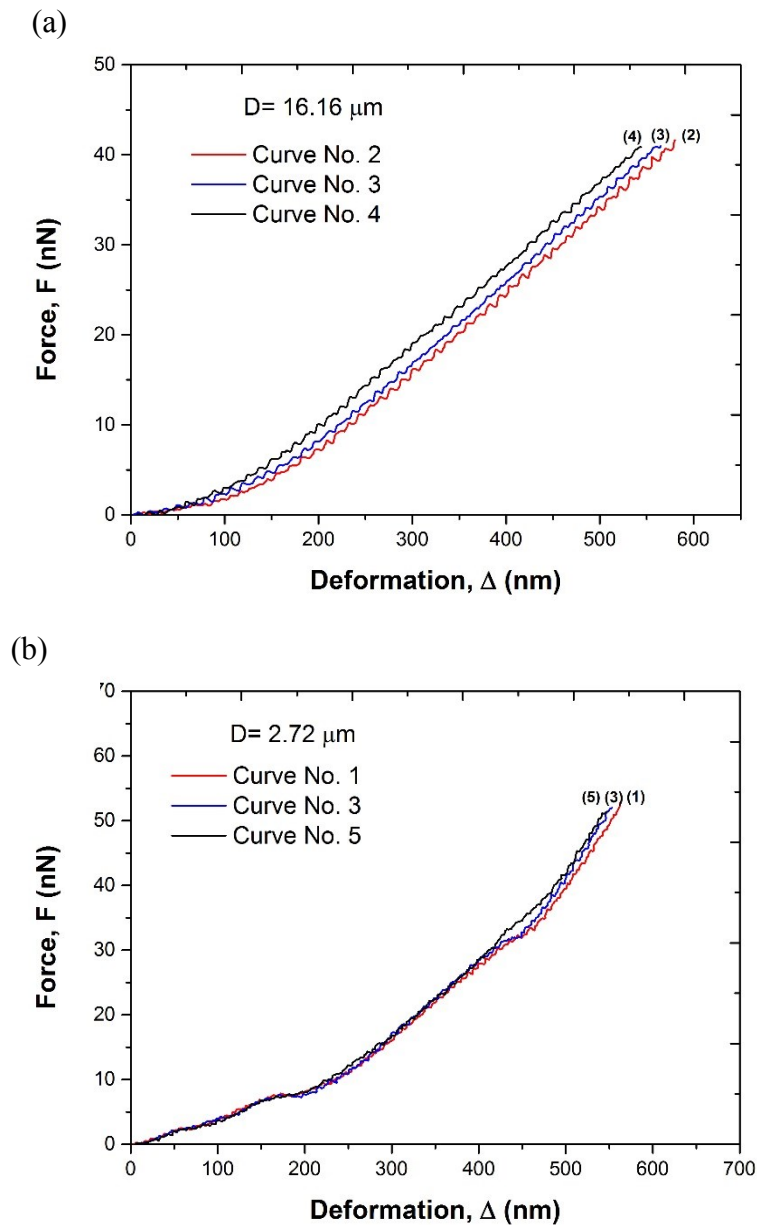 (a)
50
40
30
20
10
0
Force, F (nN)
D= 16.16 μm
Curve No. 2
Curve No. 3
Curve No. 4
(4) (3) (2)
0 100 200 300 400 500 600
Deformation, Δ (nm)
(b)
70
60
50
40
30
20
10
0
Force, F (nN)
D= 2.72 μm
Curve No. 1
Curve No. 3
Curve No. 5
(5) (3) (1)
0 100 200 300 400 500 600 700
Deformation, Δ (nm)